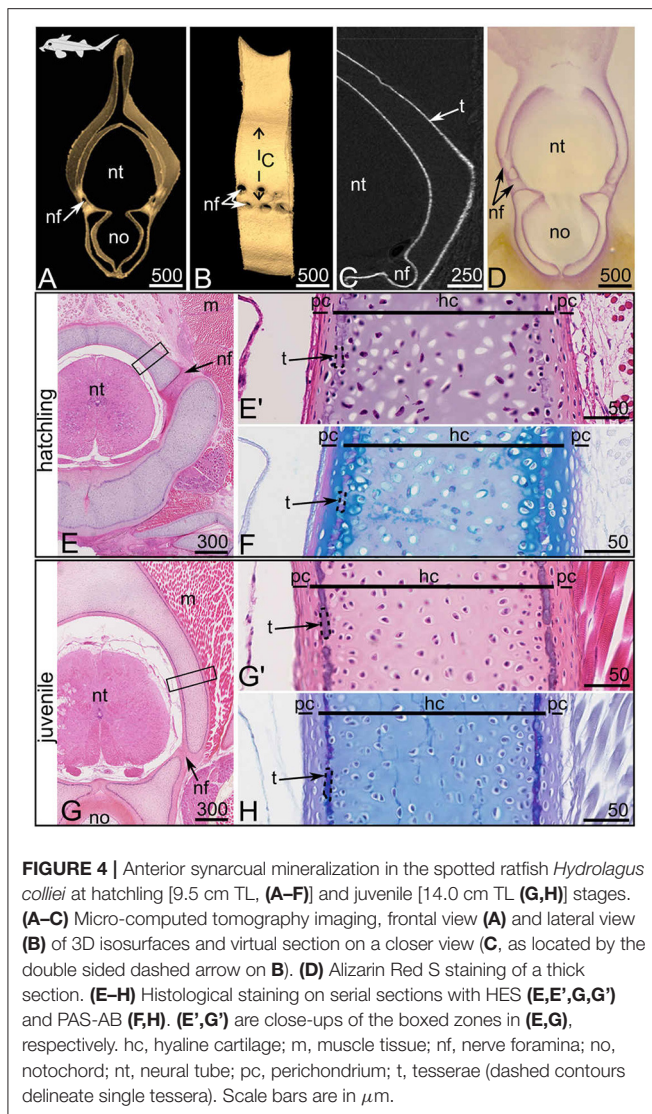 nt
nf
no
A
500
C
nf
B
500
t
nt
nf
C
250
nt
nf
no
D
500
hatchling
m
nf
nt
E
300
pc
hc
pc
t
E'
50
pc
hc
pc
t
F
50
juvenile
m
nt
nf
no
G
300
pc
hc
pc
t
G'
50
pc
hc
pc
t
H
50
FIGURE 4 | Anterior synarcual mineralization in the spotted ratfish Hydrolagus
colliei at hatchling [9.5 cm TL, (A–F)] and juvenile [14.0 cm TL (G,H)] stages.
(A–C) Micro-computed tomography imaging, frontal view (A) and lateral view
(B) of 3D isosurfaces and virtual section on a closer view (C, as located by the
double sided dashed arrow on B). (D) Alizarin Red S staining of a thick
section. (E–H) Histological staining on serial sections with HES (E,E',G,G')
and PAS-AB (F,H). (E',G') are close-ups of the boxed zones in (E,G),
respectively. hc, hyaline cartilage; m, muscle tissue; nf, nerve foramina; no,
notochord; nt, neural tube; pc, perichondrium; t, tesserae (dashed contours
delineate single tessera). Scale bars are in μm.